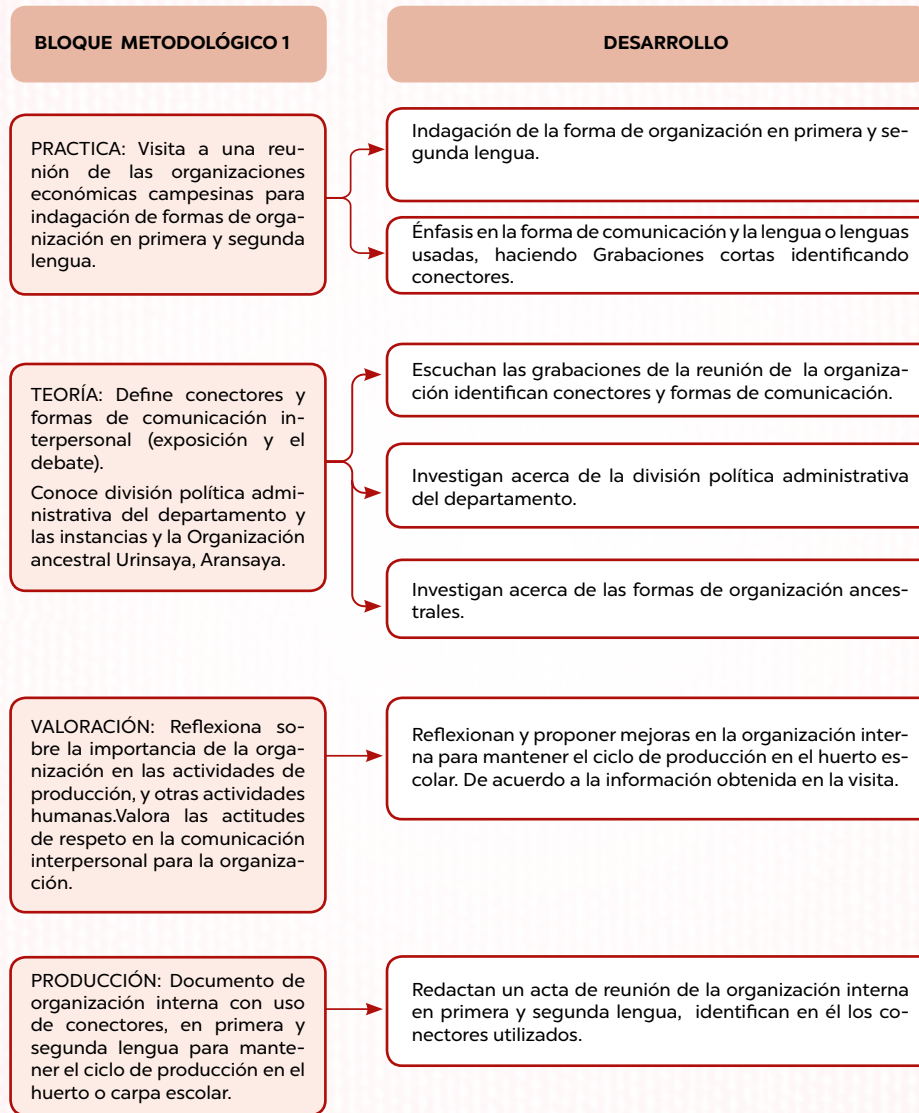 BLOQUE METODOLÓGICO 1
DESARROLLO
PRACTICA: Visita a una reu-
nión de las organizaciones
económicas campesinas para
indagación de formas de orga-
nización en primera y segunda
lengua.
Indagación de la forma de organización en primera y se-
gunda lengua.
Énfasis en la forma de comunicación y la lengua o lenguas
usadas, haciendo Grabaciones cortas identificando
conectores.
TEORÍA: Define conectores y
formas de comunicación in-
terpersonal (exposición y el
debate).
Conoce división política admi-
nistrativa del departamento y
las instancias y la Organización
ancestral Urinsaya, Aransaya.
Escuchan las grabaciones de la reunión de la organiza-
ción identifican conectores y formas de comunicación.
Investigan acerca de la división política administrativa
del departamento.
Investigan acerca de las formas de organización ances-
trales.
VALORACIÓN: Reflexiona so-
bre la importancia de la orga-
nización en las actividades de
producción, y otras actividades
humanas.Valora las actitudes
de respeto en la comunicación
interpersonal para la organiza-
ción.
Reflexionan y proponer mejoras en la organización inter-
na para mantener el ciclo de producción en el huerto es-
colar. De acuerdo a la información obtenida en la visita.
PRODUCCIÓN: Documento de
organización interna con uso
de conectores, en primera y
segunda lengua para mante-
ner el ciclo de producción en el
huerto o carpa escolar.
Redactan un acta de reunión de la organización interna
en primera y segunda lengua, identifican en él los co-
nectores utilizados.